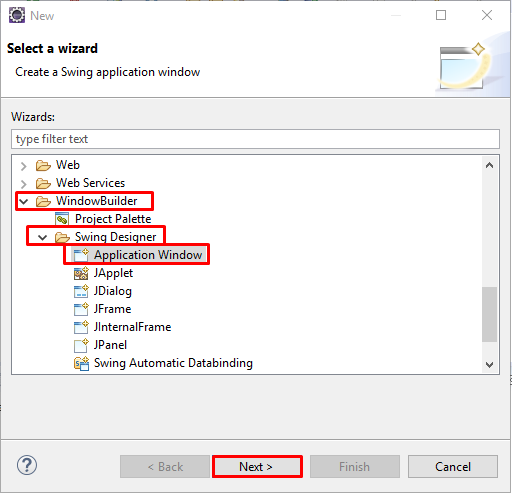 New
Select a wizard
Create a Swing application window
Wizards:
type filter text
Web
Web Services
WindowBuilder
Project Palette
Swing Designer
Application Window
JApplet
JDialog
JFrame
JInternalFrame
JPanel
Swing Automatic Databinding
?
< Back Next > Finish Cancel